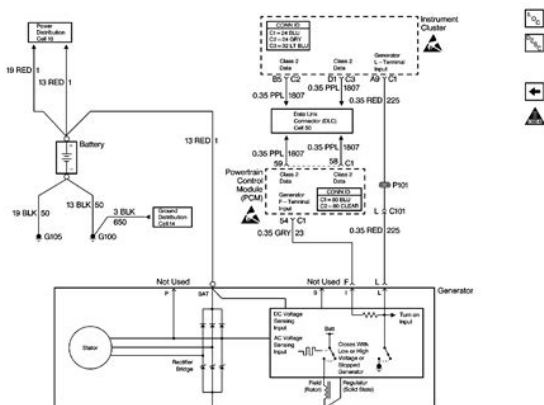 Power
Distribution
Cell 10
19 RED 1
13 RED 1
Battery
19 BLK 50
13 BLK 50
3 BLK
650
Ground
Distribution
Cell 14
G105
G100
13 RED 1
CONN ID
C1 = 24 BLU
C2 = 24 GRY
C3 = 32 LT BLU
Instrument
Cluster
Class 2
Data
Class 2
Data
Generator
L - Terminal
Input
B5 C2
D1 C3
A9 C1
0.35 PPL 1807
0.35 PPL 1807
0.35 RED 225
Data Link
Connector (DLC)
Cell 50
0.35 PPL 1807
0.35 PPL 1807
59
58 C1
Powertrain
Control
Module
(PCM)
Class 2
Data
Class 2
Data
Generator
F - Terminal
Input
CONN ID
C1 = 80 BLU
C2 = 80 CLEAR
54 C1
0.35 GRY 23
P101
L C101
0.35 RED 225
Not Used
Not Used F L
P
BAT
S
I
L
Generator
DC Voltage
Sensing
Input
AC Voltage
Sensing
Input
Turn on
Input
Batt
Closes With
Low or High
Voltage or
Stopped
Generator
Stator
Rectifier
Bridge
Field
(Rotor)
Regulator
(Solid-State)